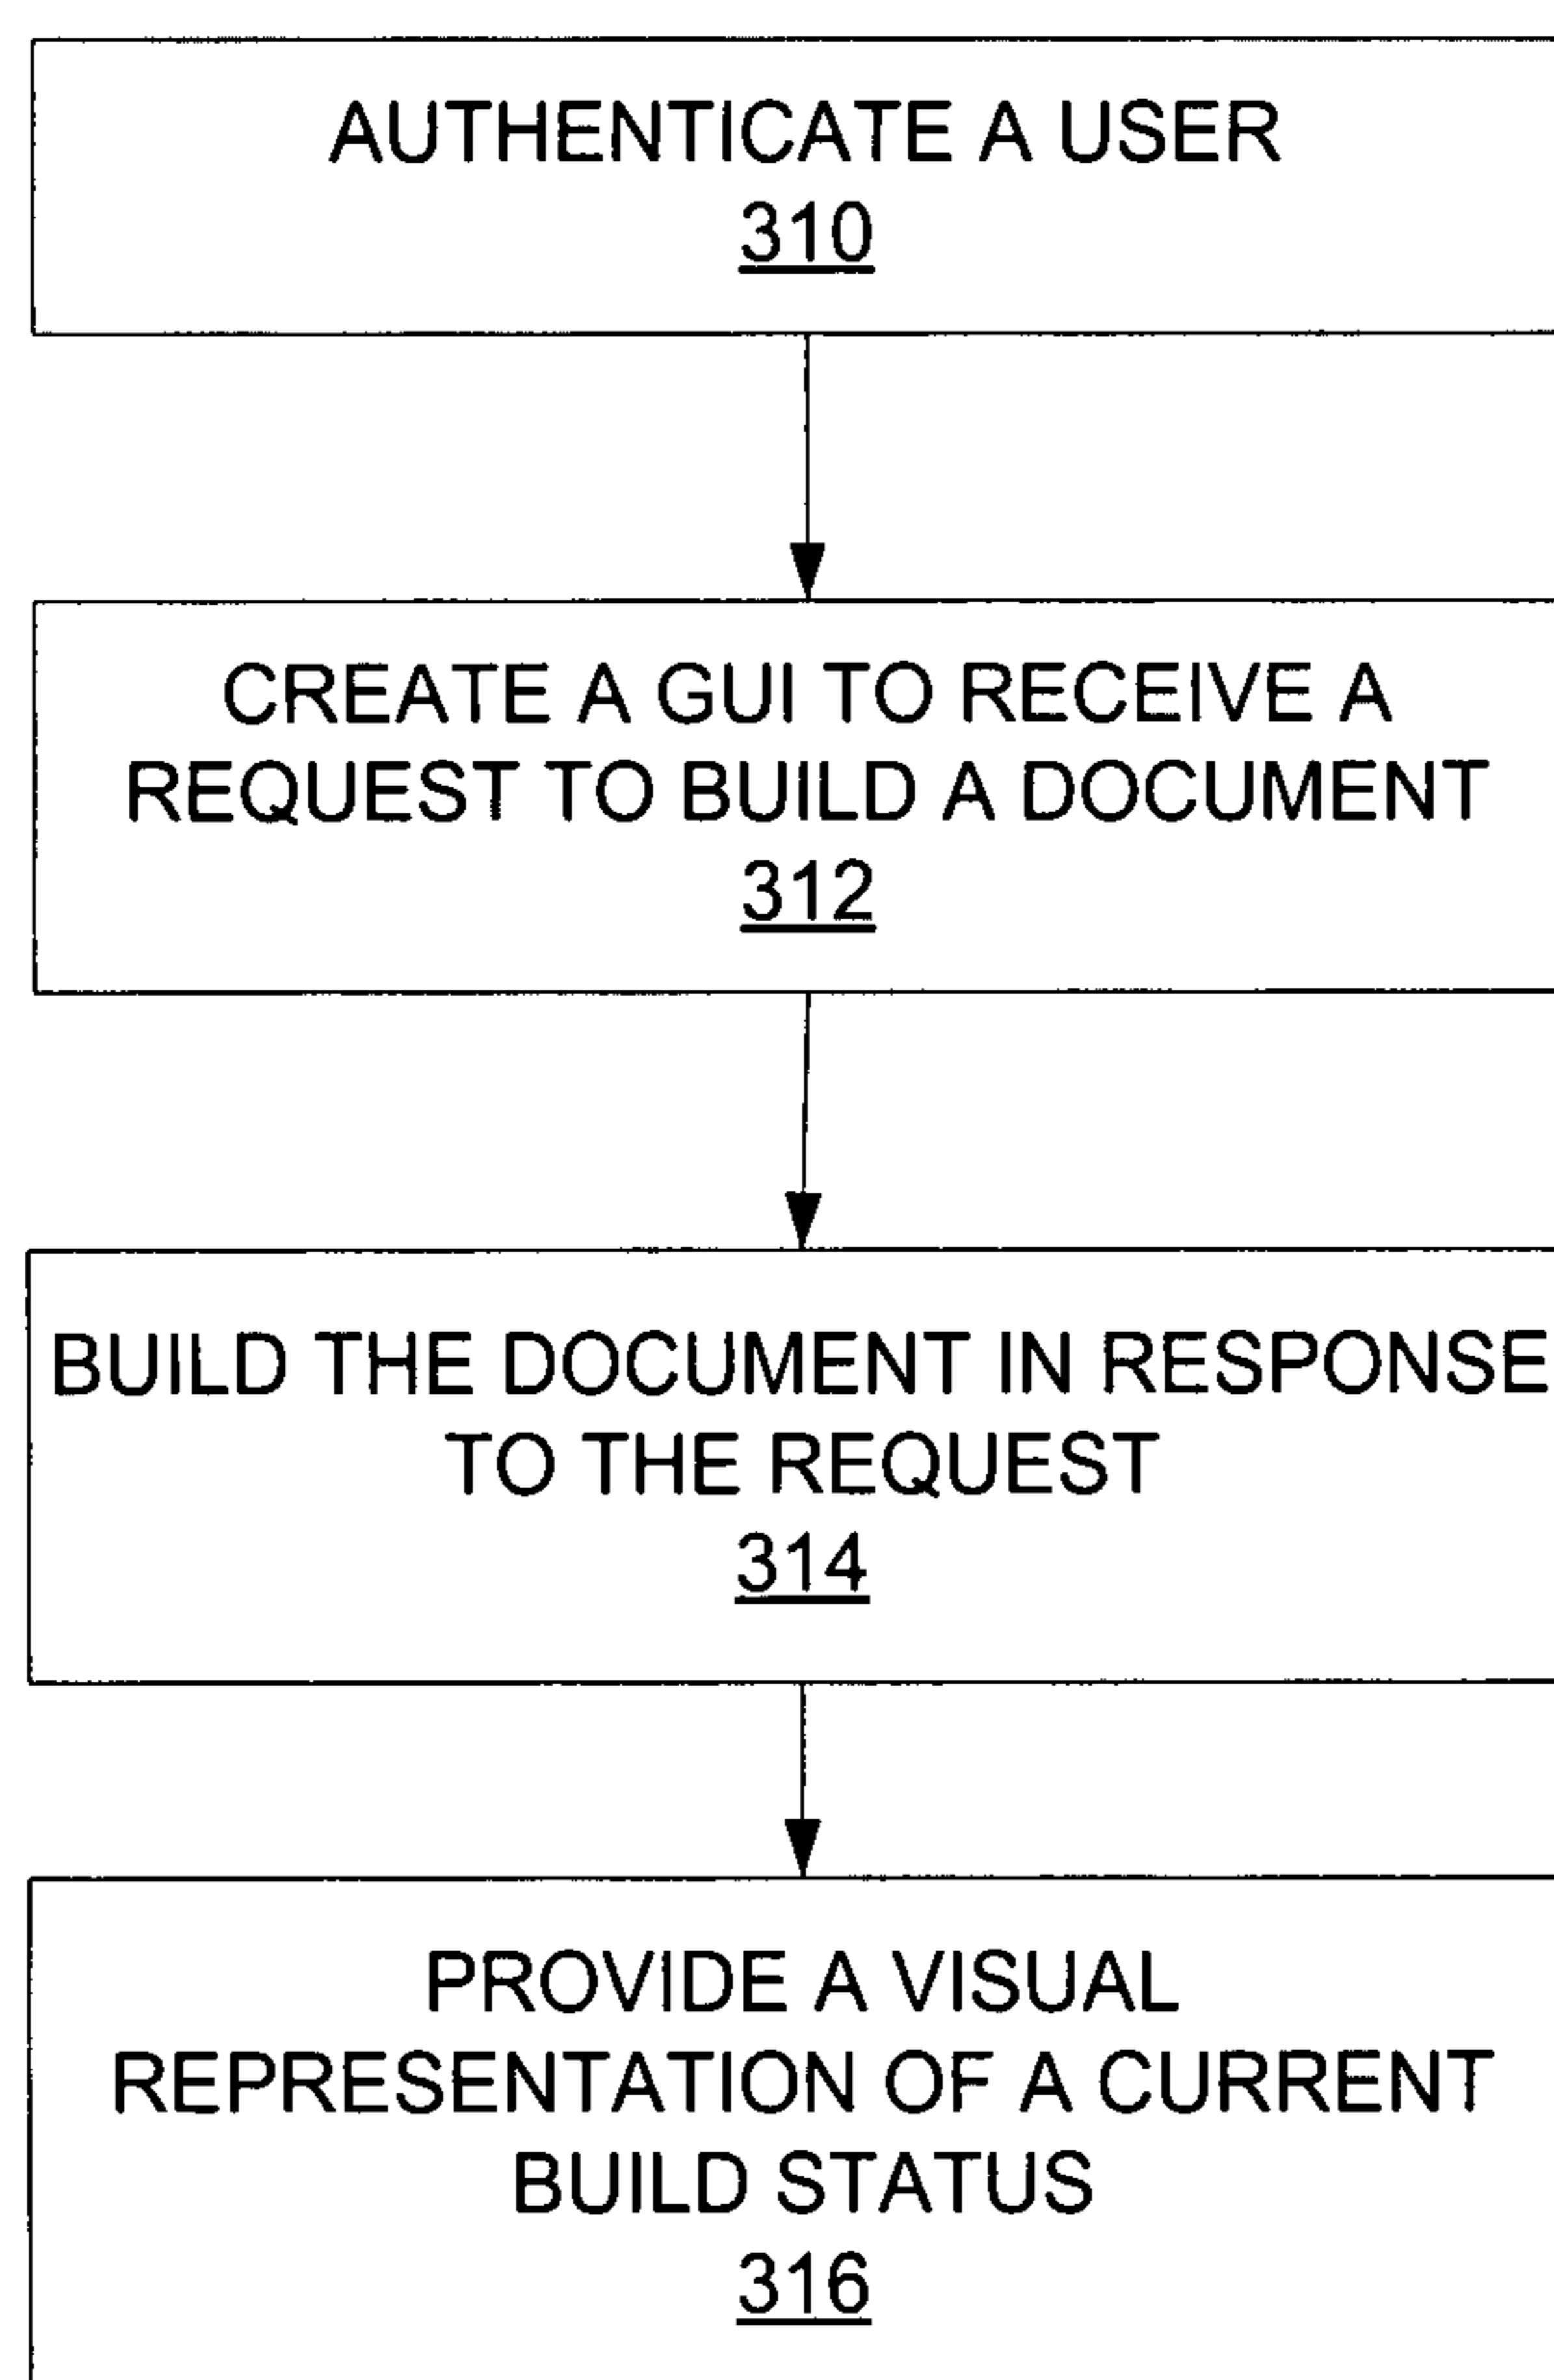 AUTHENTICATE A USER
310
CREATE A GUI TO RECEIVE A
REQUEST TO BUILD A DOCUMENT
312
BUILD THE DOCUMENT IN RESPONSE
TO THE REQUEST
314
PROVIDE A VISUAL
REPRESENTATION OF A CURRENT
BUILD STATUS
316